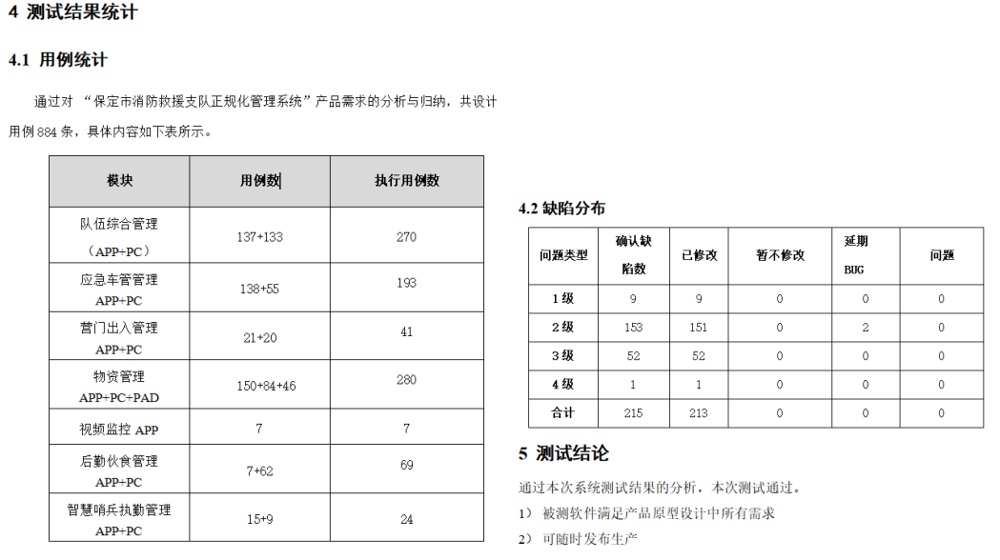 4 测试结果统计
4.1 用例统计
通过对 “保定市消防救援支队正规化管理系统”产品需求的分析与归纳，共设计
用例 884 条，具体内容如下表所示。
模块 用例数 执行用例数
队伍综合管理
（APP+PC） 137+133 270
应急车管管理
APP+PC 138+55 193
营门出入管理
APP+PC 21+20 41
物资管理
APP+PC+PAD 150+84+46 280
视频监控 APP 7 7
后勤伙食管理
APP+PC 7+62 69
智慧哨兵执勤管理
APP+PC 15+9 24
4.2 缺陷分布
问题类型 确认缺
陷数 已修改 暂不修改 延期
BUG 问题
1 级 9 9 0 0 0
2 级 153 151 0 2 0
3 级 52 52 0 0 0
4 级 1 1 0 0 0
合计 215 213 0 0 0
5 测试结论
通过本次系统测试结果的分析，本次测试通过。
1） 被测软件满足产品原型设计中所有需求
2） 可随时发布生产